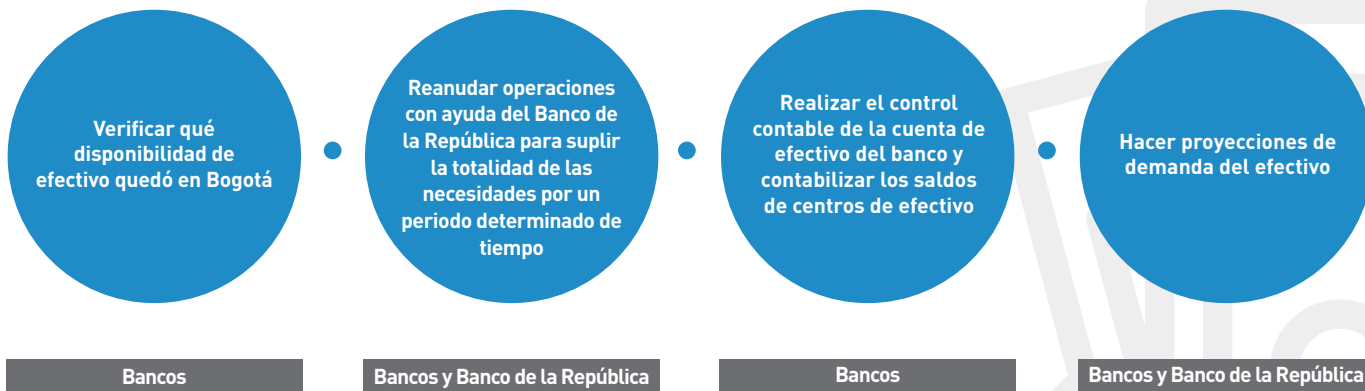 Verificar qué
disponibilidad de
efectivo quedó en Bogotá
Reanudar operaciones
con ayuda del Banco de
la República para suplir
la totalidad de las
necesidades por un
periodo determinado de
tiempo
Realizar el control
contable de la cuenta de
efectivo del banco y
contabilizar los saldos
de centros de efectivo
Hacer proyecciones de
demanda del efectivo
Bancos
Bancos y Banco de la República
Bancos
Bancos y Banco de la República